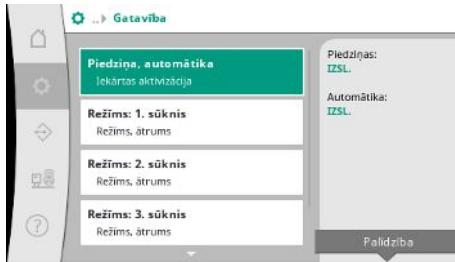 ..▸ Gatavība
Piedziņa, automātika
Iekārtas aktivizācija
Režīms: 1. sūknis
Režīms, ātrums
Režīms: 2. sūknis
Režīms, ātrums
Režīms: 3. sūknis
Režīms, ātrums
Piedziņas:
IZSL.
Automātika:
IZSL.
Palīdzība